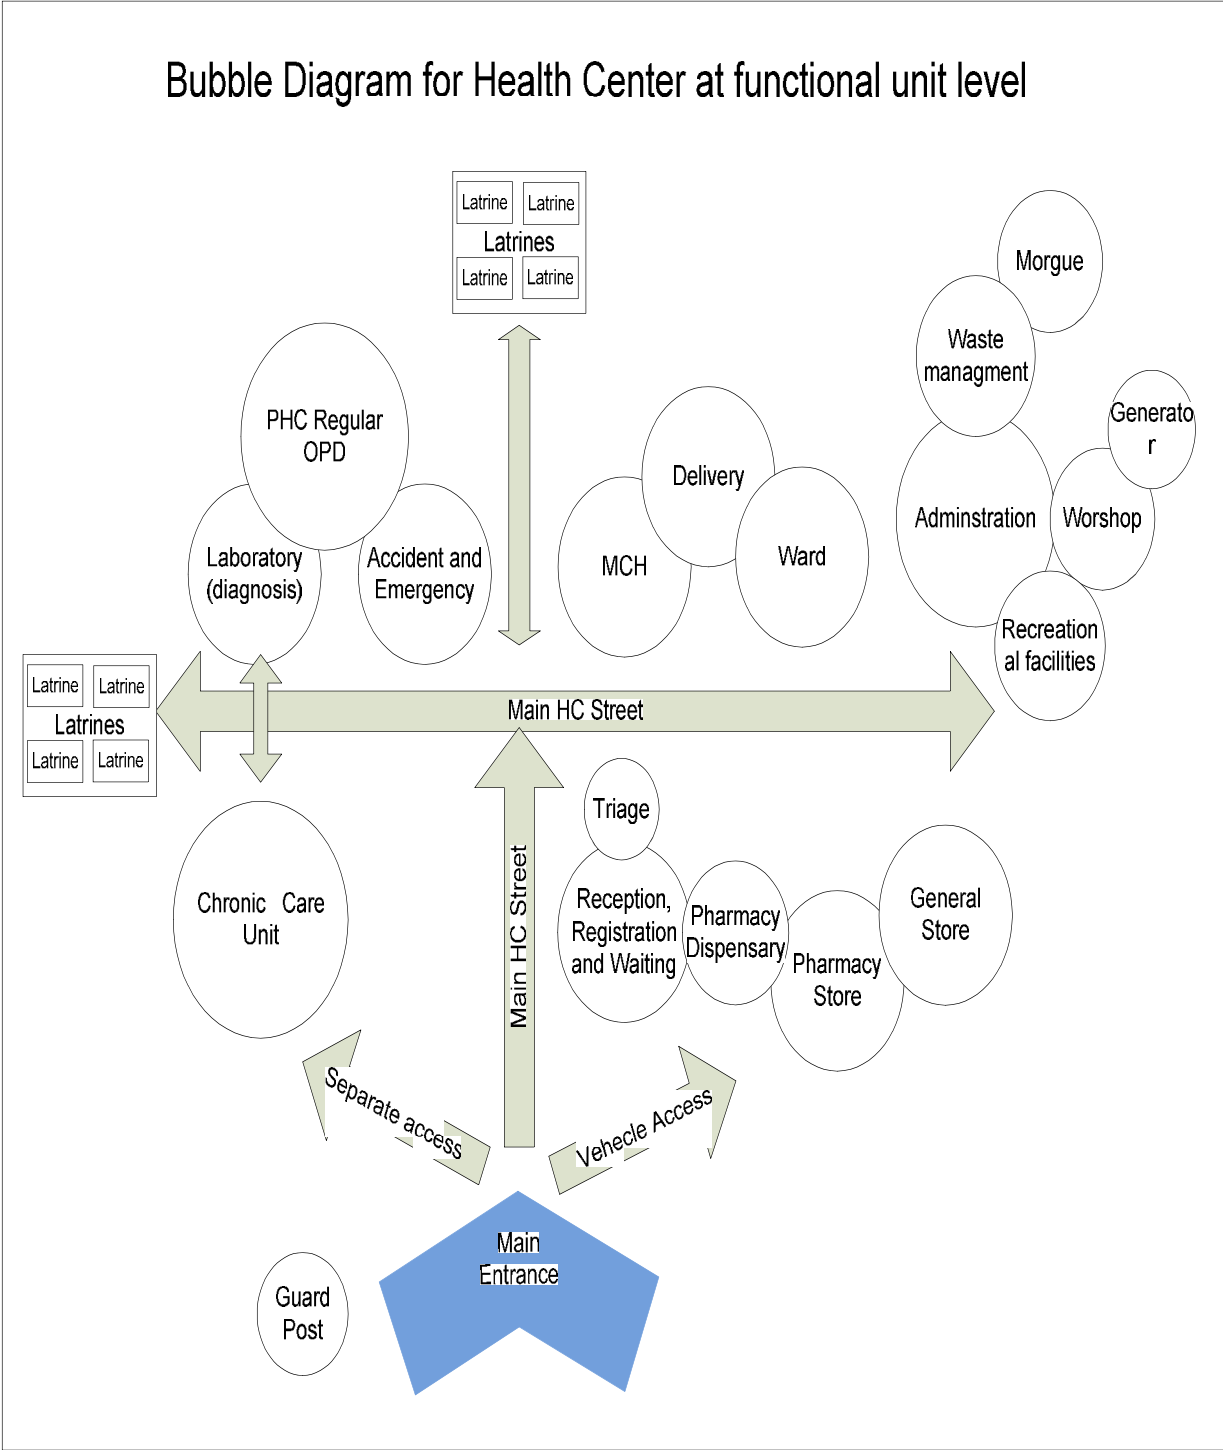 Bubble Diagram for Health Center at functional unit level
Latrine
Latrine
Latrines
Latrine
Latrine
Morgue
Waste
managment
Generato
r
PHC Regular
OPD
Delivery
Adminstration
Worshop
Laboratory
(diagnosis)
Accident and
Emergency
MCH
Ward
Recreation
al facilities
Latrine
Latrine
Latrines
Latrine
Latrine
Main HC Street
Triage
Main HC Street
Chronic Care
Unit
Reception,
Registration
and Waiting
Pharmacy
Dispensary
Pharmacy
Store
General
Store
Separate access
Vehecle Access
Main
Entrance
Guard
Post